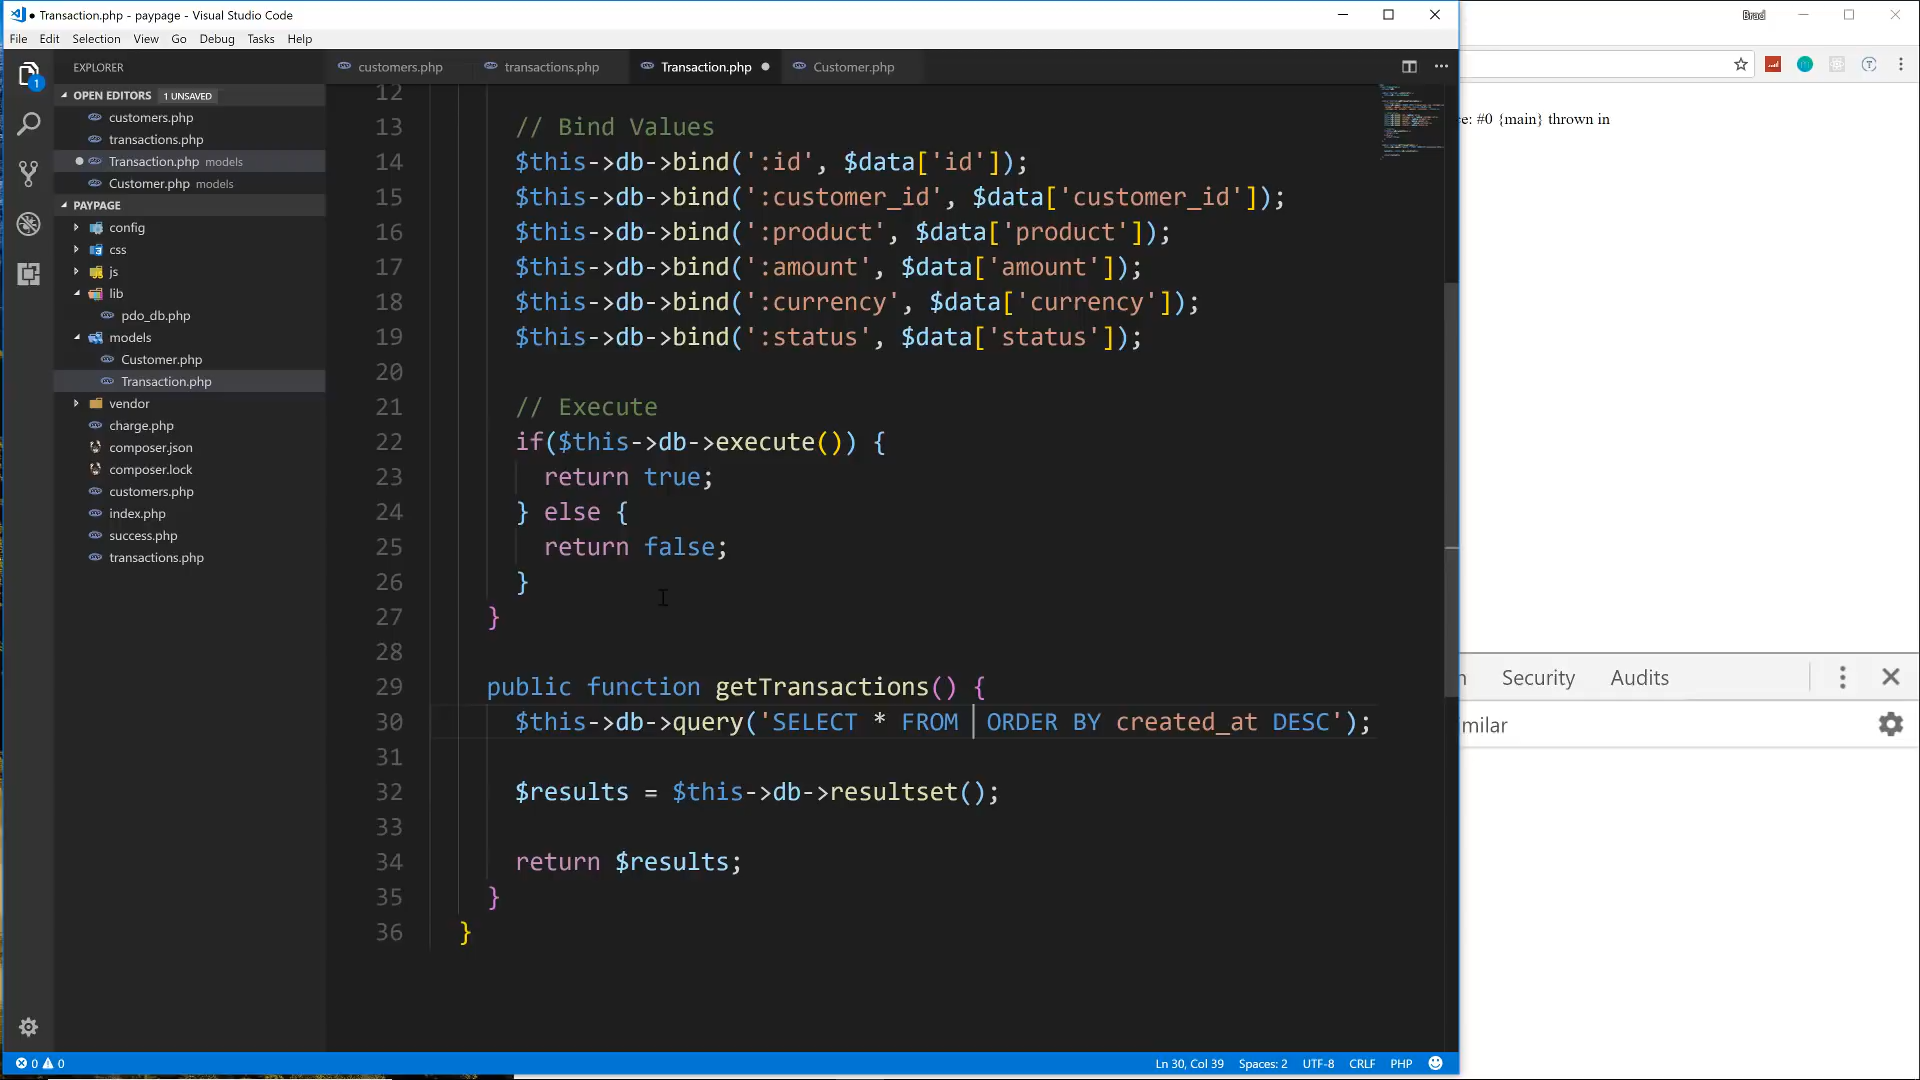 Transaction.php - paypage - Visual Studio Code
Brad
File Edit Selection View Go Debug Tasks Help
EXPLORER
customers.php transactions.php Transaction.php Customer.php
OPEN EDITORS 1 UNSAVED
customers.php
transactions.php
Transaction.php models
Customer.php models
PAYPAGE
config
css
js
lib
pdo_db.php
models
Customer.php
Transaction.php
vendor
charge.php
composer.json
composer.lock
customers.php
index.php
success.php
transactions.php
12
13 // Bind Values
14 $this->db->bind(':id', $data['id']);
15 $this->db->bind(':customer_id', $data['customer_id']);
16 $this->db->bind(':product', $data['product']);
17 $this->db->bind(':amount', $data['amount']);
18 $this->db->bind(':currency', $data['currency']);
19 $this->db->bind(':status', $data['status']);
20
21 // Execute
22 if($this->db->execute()) {
23 return true;
24 } else {
25 return false;
26 }
27 }
28
29 public function getTransactions() {
30 $this->db->query('SELECT * FROM  ORDER BY created_at DESC');
31
32 $results = $this->db->resultset();
33
34 return $results;
35 }
36 }
1
ce: #0 {main} thrown in
Security Audits
milar
0 0
Ln 30, Col 39 Spaces: 2 UTF-8 CRLF PHP